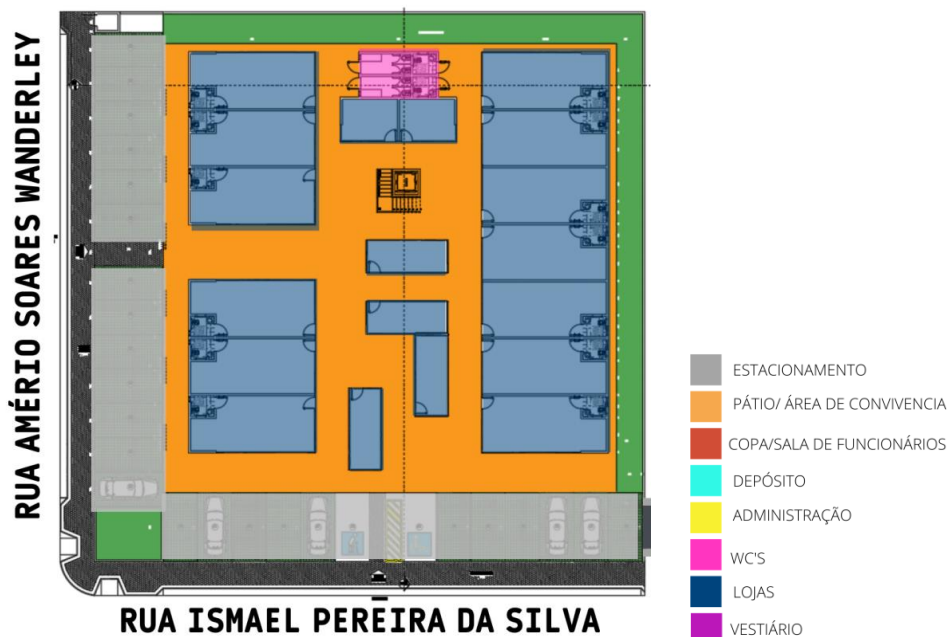 RUA AMÉRIO SOARES WANDERLEY
RUA ISMAEL PEREIRA DA SILVA
ESTACIONAMENTO
PÁTIO/ ÁREA DE CONVIVENCIA
COPA/SALA DE FUNCIONÁRIOS
DEPÓSITO
ADMINISTRAÇÃO
WC'S
LOJAS
VESTIÁRIO